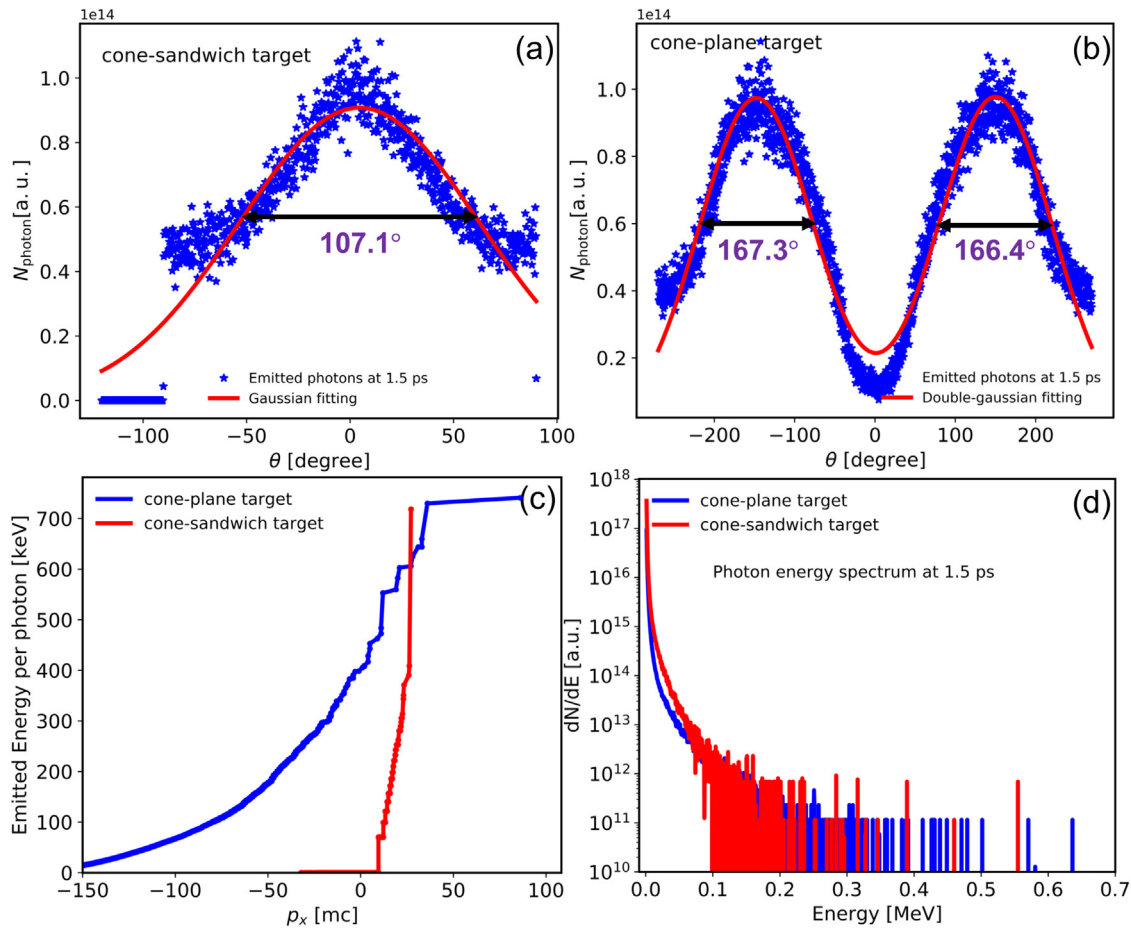 1e14
(a)
cone-sandwich target
1.0
0.8
0.6
0.4
0.2
0.0
N_photon[a. u.]
107.1°
Emitted photons at 1.5 ps
Gaussian fitting
−100
−50
0
50
100
θ [degree]
1e14
(b)
cone-plane target
1.0
0.8
0.6
0.4
0.2
N_photon[a. u.]
167.3°
166.4°
Emitted photons at 1.5 ps
Double-gaussian fitting
−200
−100
0
100
200
θ [degree]
(c)
cone-plane target
cone-sandwich target
700
600
500
400
300
200
100
0
Emitted Energy per photon [keV]
−150
−100
−50
0
50
100
p_x [mc]
(d)
cone-plane target
cone-sandwich target
Photon energy spectrum at 1.5 ps
10^18
10^17
10^16
10^15
10^14
10^13
10^12
10^11
10^10
dN/dE [a.u.]
0.0
0.1
0.2
0.3
0.4
0.5
0.6
0.7
Energy [MeV]